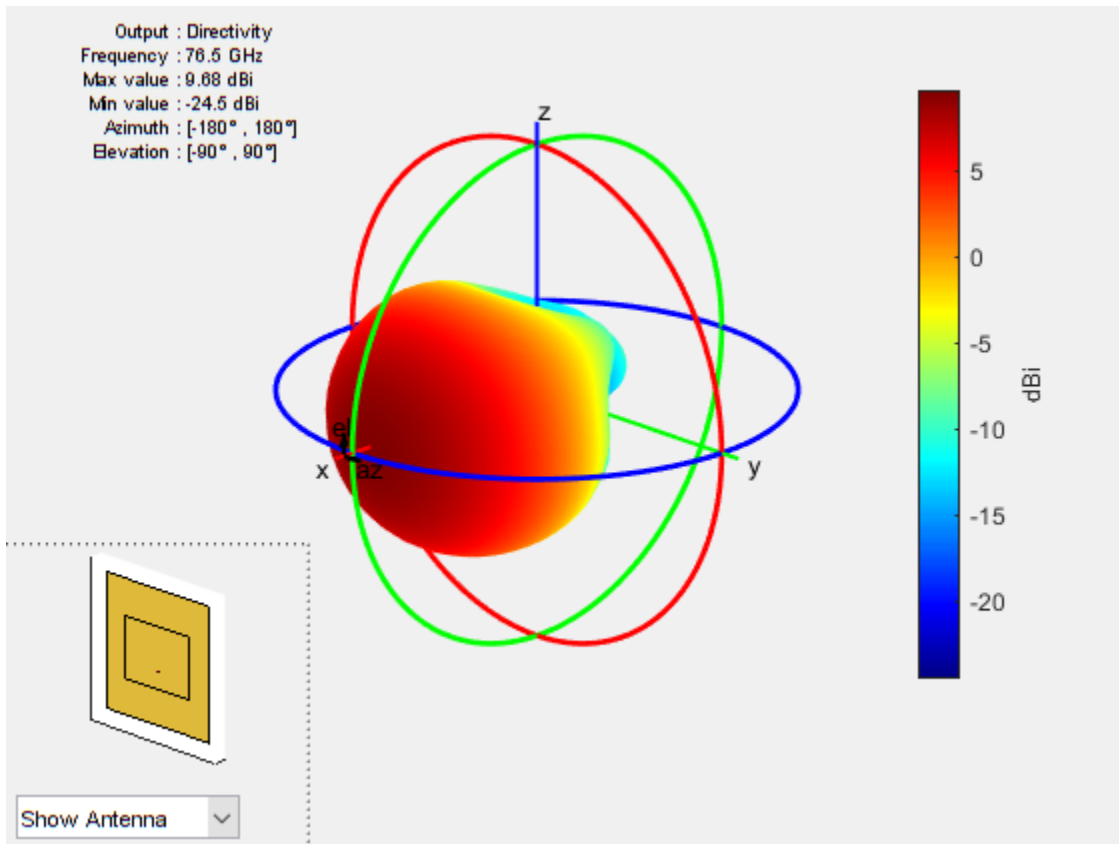 Output : Directivity
Frequency : 76.5 GHz
Max value : 9.68 dBi
Min value : -24.5 dBi
Azimuth : [-180° , 180°]
Elevation : [-90° , 90°]
z
el
x
az
y
5
0
-5
-10
-15
-20
dBi
Show Antenna